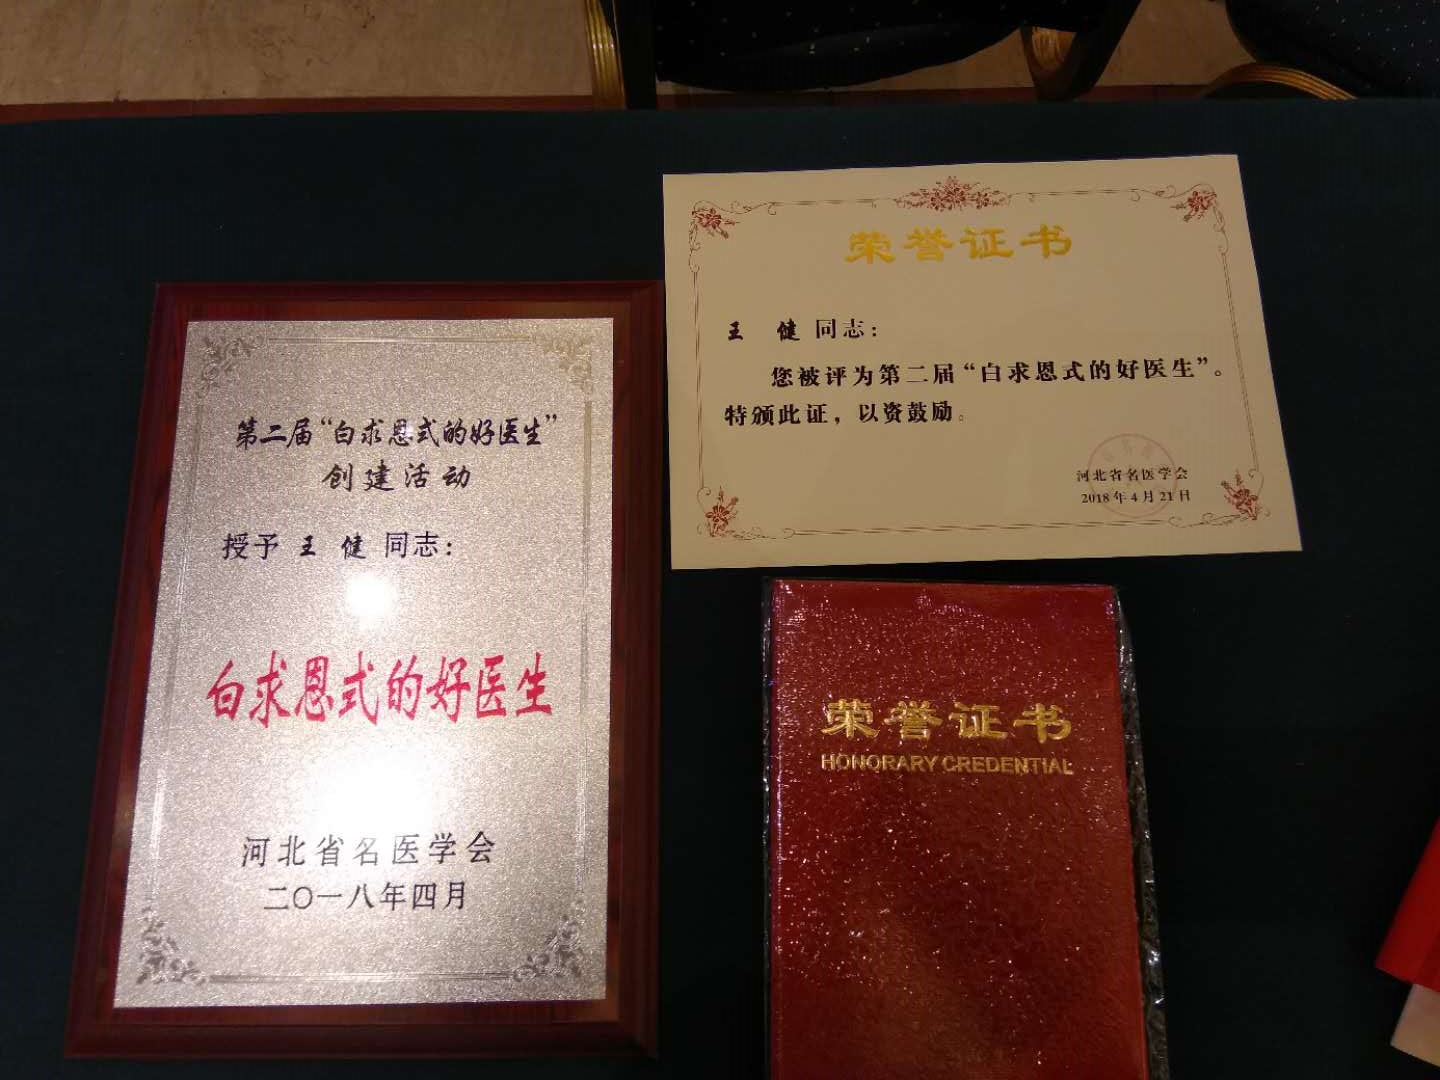 第二届“白求恩式的好医生”
创建活动
授予 王 健 同志：
白求恩式的好医生
河北省名医学会
二〇一八年四月
荣誉证书
王 健 同志：
您被评为第二届“白求恩式的好医生”。
特颁此证，以资鼓励。
河北省名医学会
2018年4月21日
荣誉证书
HONORARY CREDENTIAL